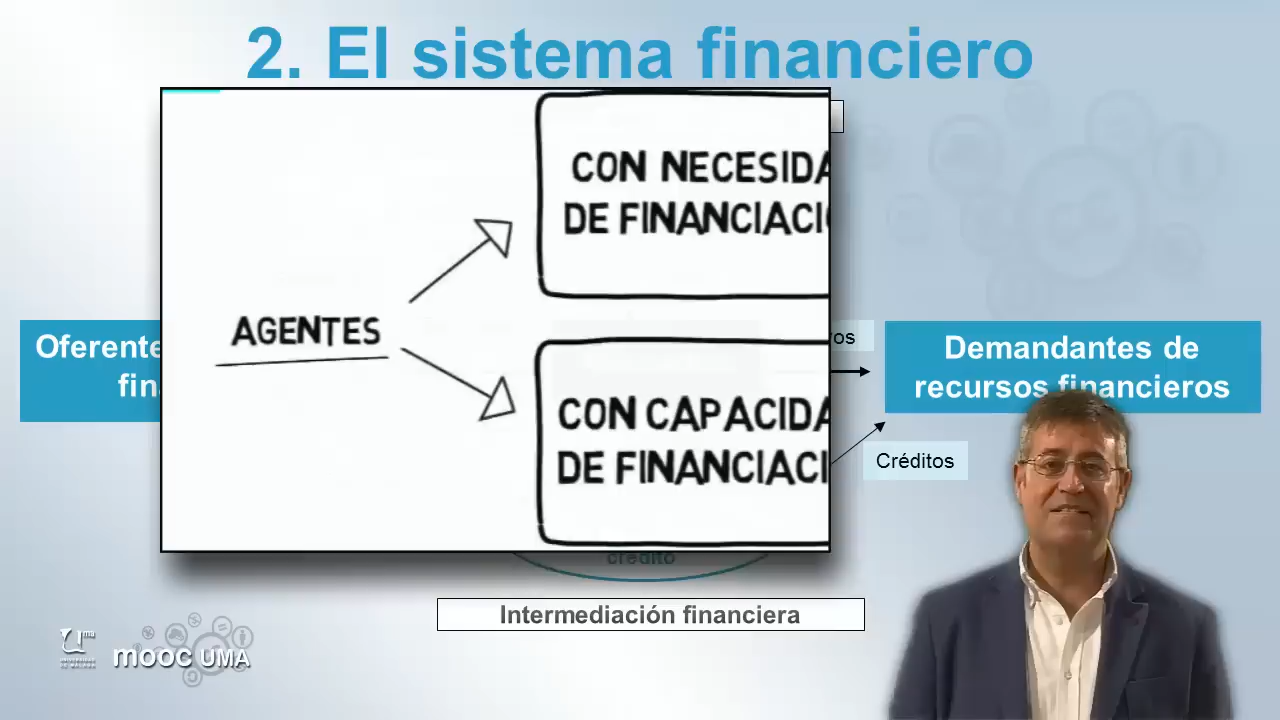 2. El sistema financiero
CON NECESIDA
DE FINANCIACI
AGENTES
CON CAPACIDA
DE FINANCIACI
Oferente
fin
os
Demandantes de
recursos financieros
Créditos
crédito
Intermediación financiera
mooc UMA